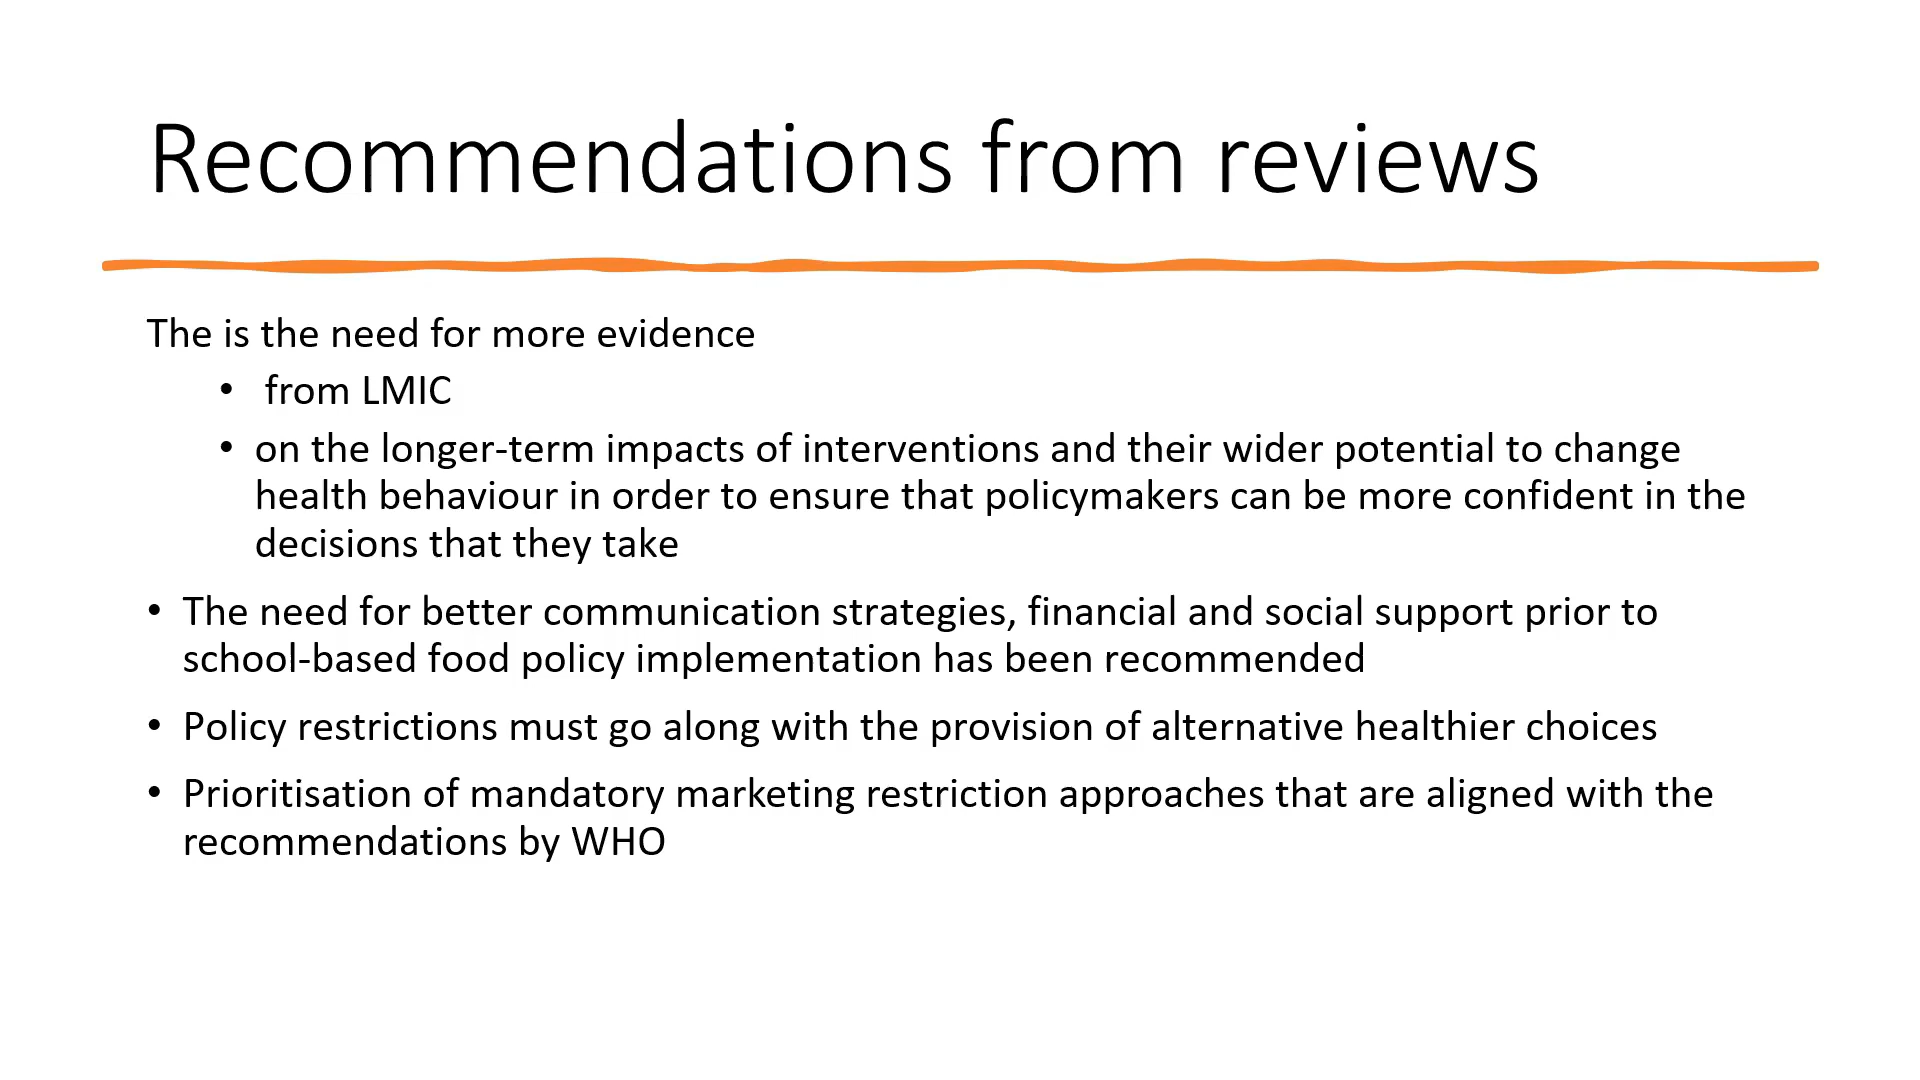 Recommendations from reviews
The is the need for more evidence
• from LMIC
• on the longer-term impacts of interventions and their wider potential to change
health behaviour in order to ensure that policymakers can be more confident in the
decisions that they take
• The need for better communication strategies, financial and social support prior to
school-based food policy implementation has been recommended
• Policy restrictions must go along with the provision of alternative healthier choices
• Prioritisation of mandatory marketing restriction approaches that are aligned with the
recommendations by WHO